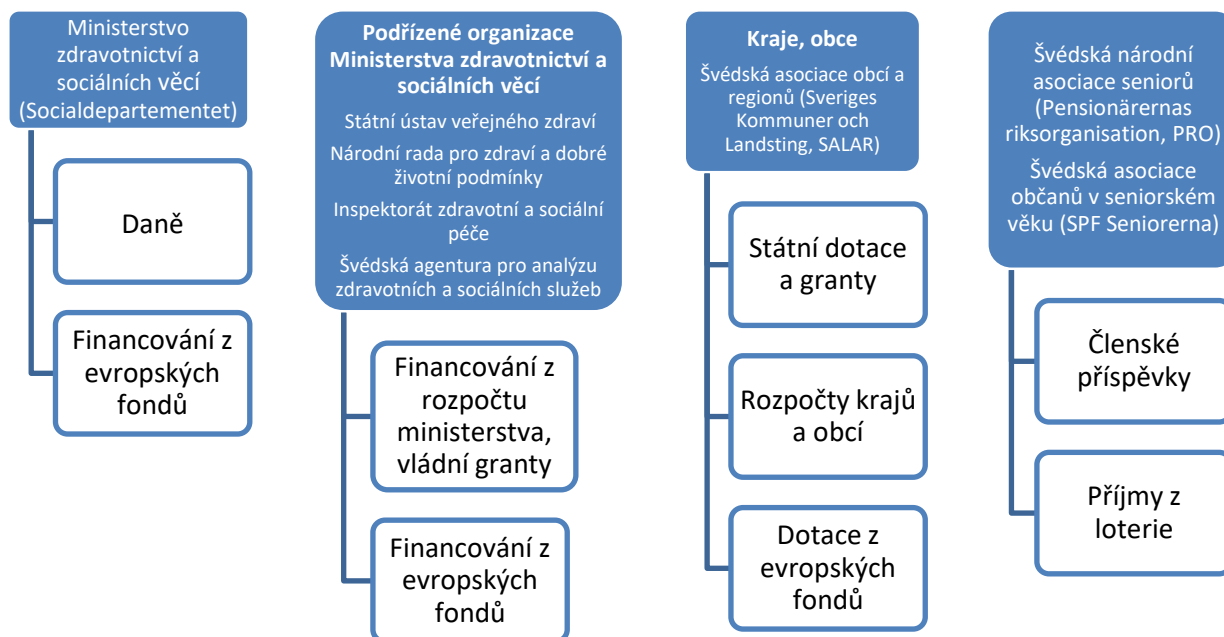 Ministerstvo
zdravotnictví a
sociálních věcí
(Socialdepartementet)
Daně
Financování z
evropských
fondů
Podřízené organizace
Ministerstva zdravotnictví a
sociálních věcí
Státní ústav veřejného zdraví
Národní rada pro zdraví a dobré
životní podmínky
Inspektorát zdravotní a sociální
péče
Švédská agentura pro analýzu
zdravotních a sociálních služeb
Financování z
rozpočtu
ministerstva,
vládní granty
Financování z
evropských
fondů
Kraje, obce
Švédská asociace obcí a
regionů (Sveriges
Kommuner och
Landsting, SALAR)
Státní dotace
a granty
Rozpočty krajů
a obcí
Dotace z
evropských
fondů
Švédská národní
asociace seniorů
(Pensionärernas
riksorganisation, PRO)
Švédská asociace
občanů v seniorském
věku (SPF Seniorerna)
Členské
příspěvky
Příjmy z
loterie